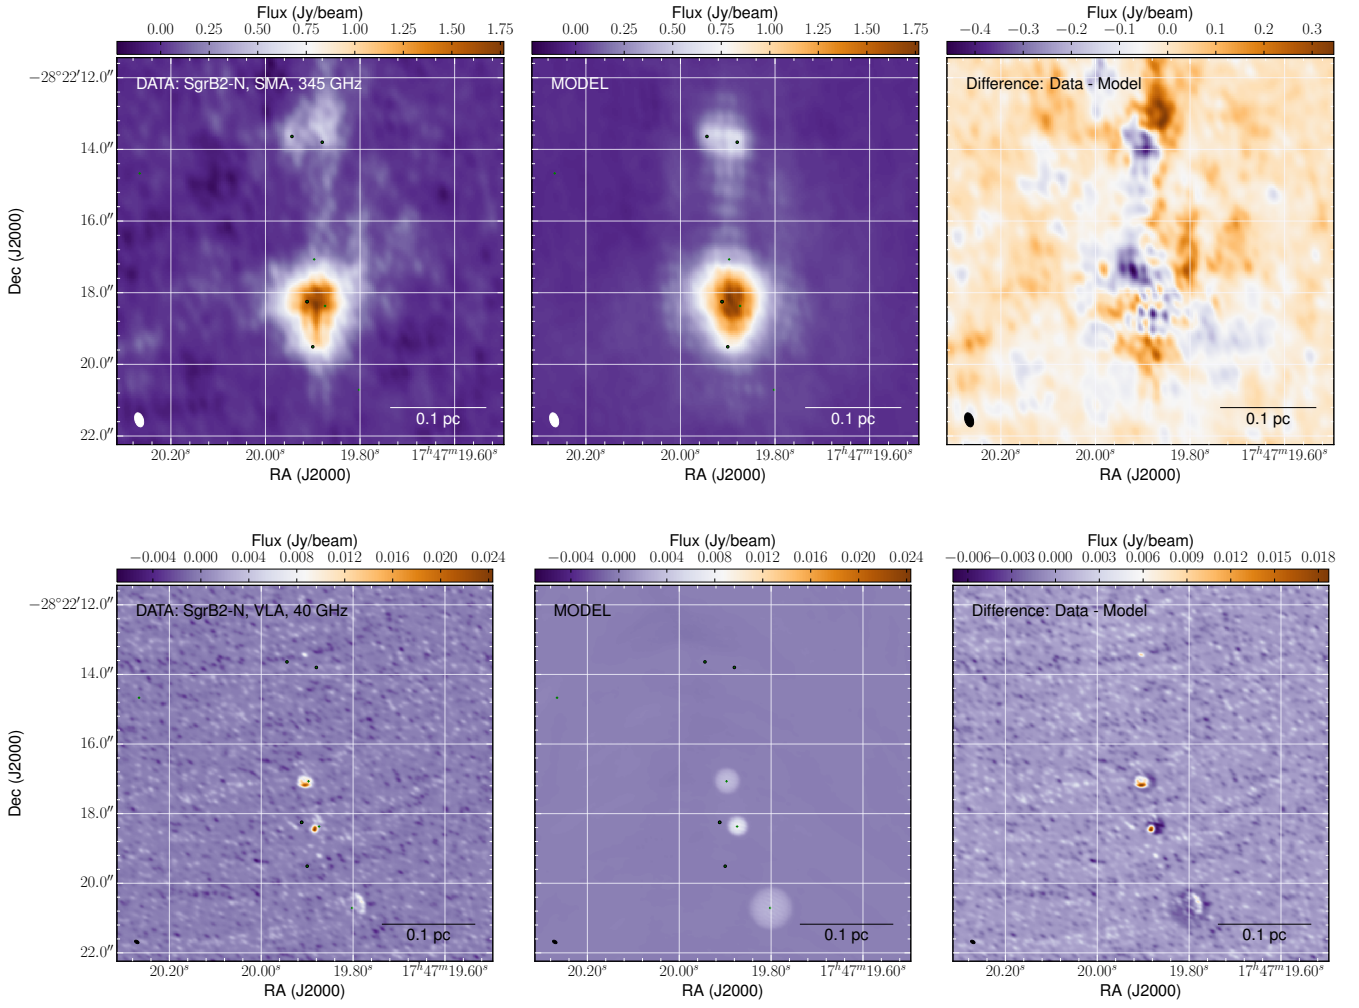 Flux (Jy/beam) Flux (Jy/beam) Flux (Jy/beam)
0.00 0.25 0.50 0.75 1.00 1.25 1.50 1.75 0.00 0.25 0.50 0.75 1.00 1.25 1.50 1.75 −0.4 −0.3 −0.2 −0.1 0.0 0.1 0.2 0.3
−28°22′12.0″ DATA: SgrB2-N, SMA, 345 GHz MODEL Difference: Data - Model
14.0″
16.0″
Dec (J2000)
18.0″
20.0″
0.1 pc 0.1 pc 0.1 pc
22.0″
20.20ˢ 20.00ˢ 19.80ˢ 17ʰ47ᵐ19.60ˢ 20.20ˢ 20.00ˢ 19.80ˢ 17ʰ47ᵐ19.60ˢ 20.20ˢ 20.00ˢ 19.80ˢ 17ʰ47ᵐ19.60ˢ
RA (J2000) RA (J2000) RA (J2000)
Flux (Jy/beam) Flux (Jy/beam) Flux (Jy/beam)
−0.004 0.000 0.004 0.008 0.012 0.016 0.020 0.024 −0.004 0.000 0.004 0.008 0.012 0.016 0.020 0.024 −0.006 −0.003 0.000 0.003 0.006 0.009 0.012 0.015 0.018
−28°22′12.0″ DATA: SgrB2-N, VLA, 40 GHz MODEL Difference: Data - Model
14.0″
16.0″
Dec (J2000)
18.0″
20.0″
0.1 pc 0.1 pc 0.1 pc
22.0″
20.20ˢ 20.00ˢ 19.80ˢ 17ʰ47ᵐ19.60ˢ 20.20ˢ 20.00ˢ 19.80ˢ 17ʰ47ᵐ19.60ˢ 20.20ˢ 20.00ˢ 19.80ˢ 17ʰ47ᵐ19.60ˢ
RA (J2000) RA (J2000) RA (J2000)